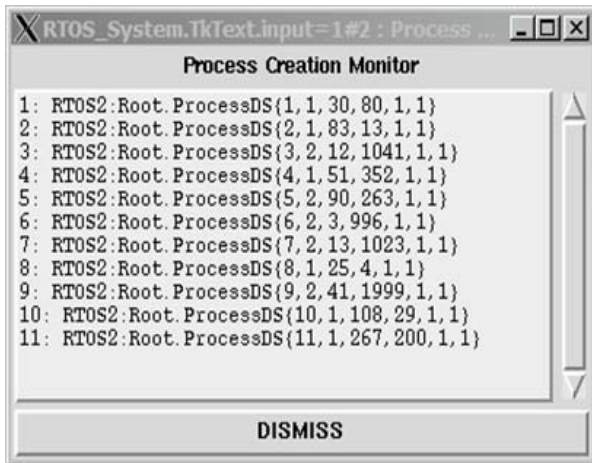 RTOS_System.TkText.input=1#2 : Process ...
Process Creation Monitor
1: RTOS2:Root.ProcessDS{1,1,30,80,1,1}
2: RTOS2:Root.ProcessDS{2,1,83,13,1,1}
3: RTOS2:Root.ProcessDS{3,2,12,1041,1,1}
4: RTOS2:Root.ProcessDS{4,1,51,352,1,1}
5: RTOS2:Root.ProcessDS{5,2,90,263,1,1}
6: RTOS2:Root.ProcessDS{6,2,3,996,1,1}
7: RTOS2:Root.ProcessDS{7,2,13,1023,1,1}
8: RTOS2:Root.ProcessDS{8,1,25,4,1,1}
9: RTOS2:Root.ProcessDS{9,2,41,1999,1,1}
10: RTOS2:Root.ProcessDS{10,1,108,29,1,1}
11: RTOS2:Root.ProcessDS{11,1,267,200,1,1}
DISMISS